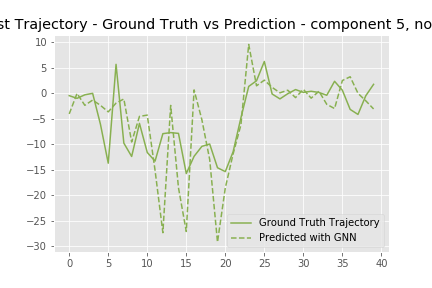 st Trajectory - Ground Truth vs Prediction - component 5, no
10
5
0
−5
−10
−15
−20
−25
−30
0 5 10 15 20 25 30 35 40
Ground Truth Trajectory
Predicted with GNN